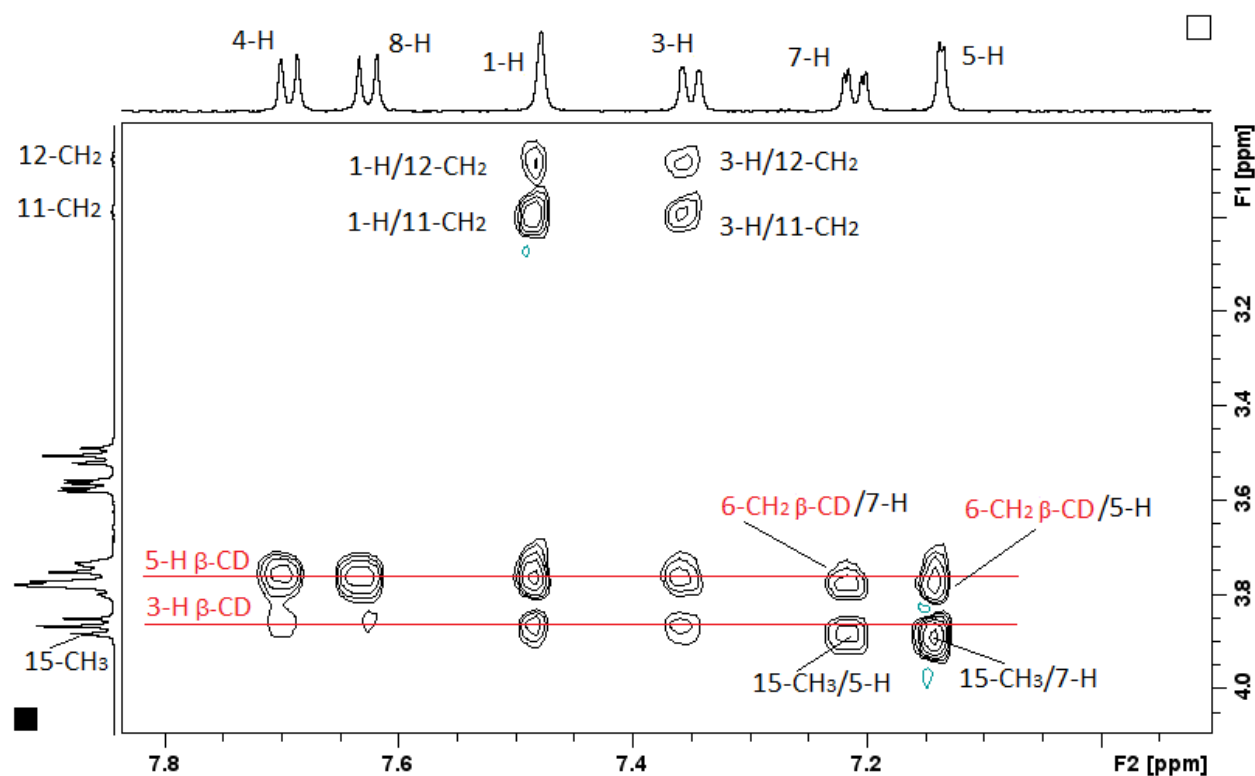 4-H
8-H
1-H
3-H
7-H
5-H
12-CH₂
11-CH₂
1-H/12-CH₂
3-H/12-CH₂
1-H/11-CH₂
3-H/11-CH₂
F1 [ppm]
3.2
3.4
3.6
3.8
4.0
6-CH₂ β-CD/7-H
6-CH₂ β-CD/5-H
5-H β-CD
3-H β-CD
15-CH₃
15-CH₃/5-H
15-CH₃/7-H
7.8
7.6
7.4
7.2
F2 [ppm]